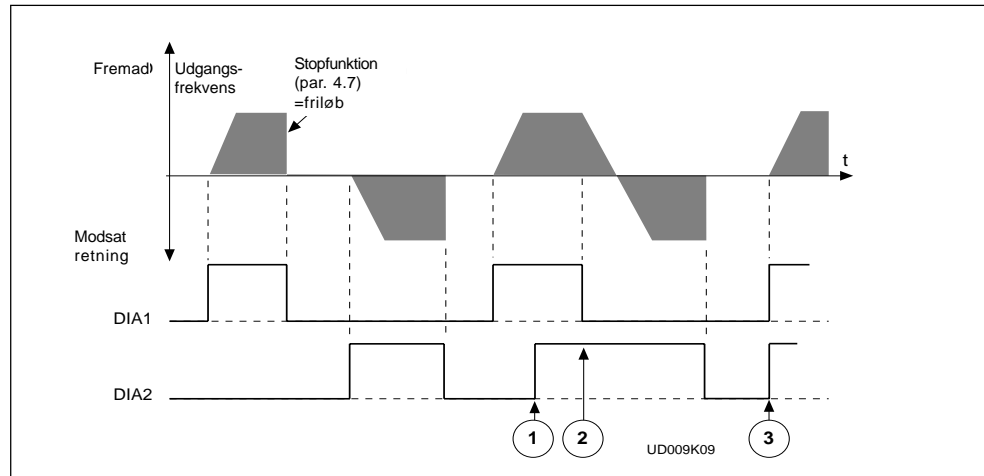 Fremad
Udgangs-
frekvens
Stopfunktion
(par. 4.7)
=friløb
t
Modsat
retning
DIA1
DIA2
1
2
3
UD009K09